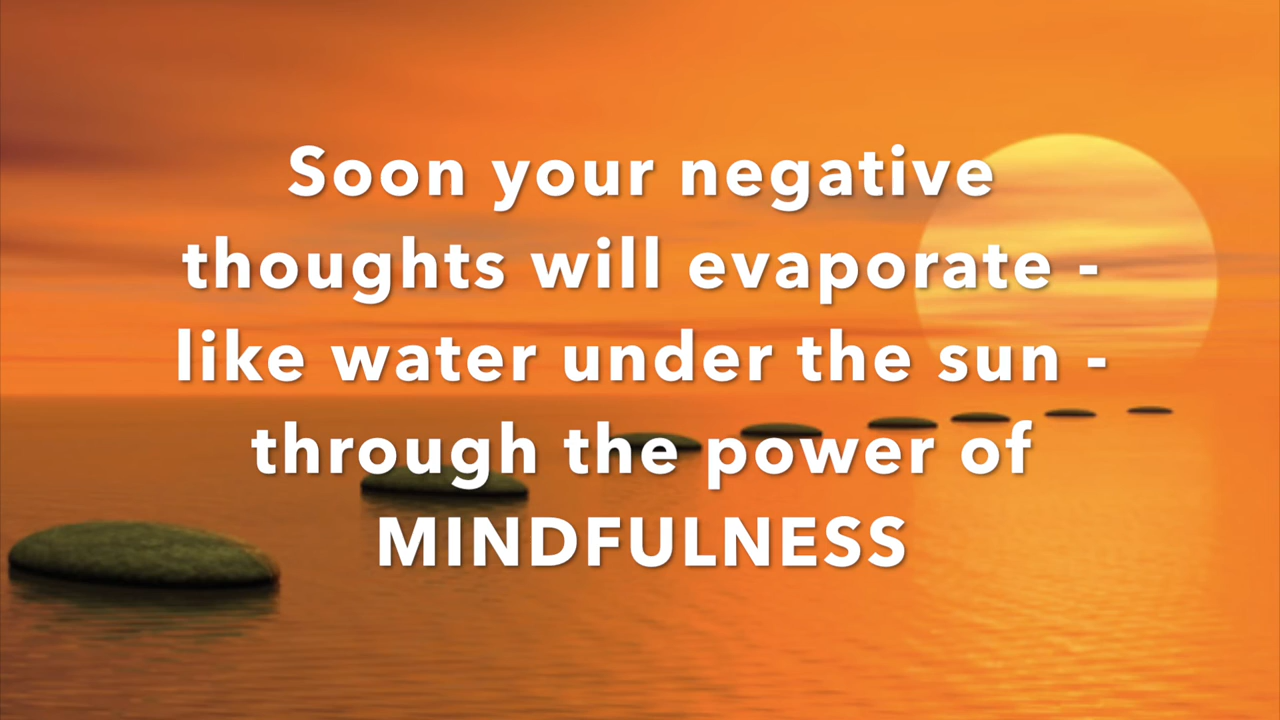 Soon your negative
thoughts will evaporate -
like water under the sun -
through the power of
MINDFULNESS